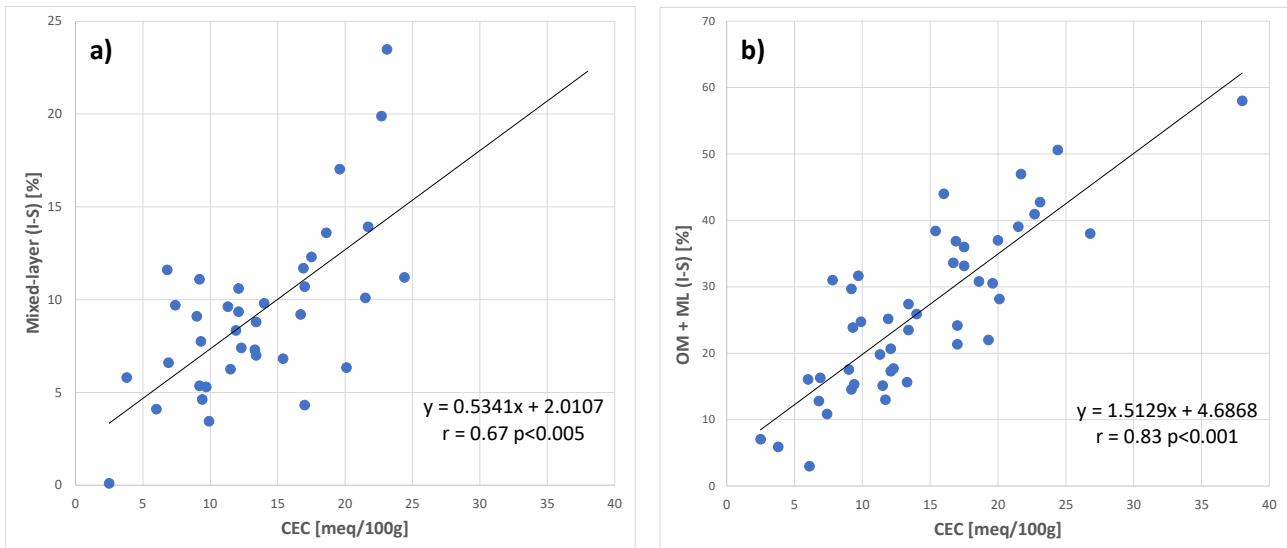 a)
25
20
15
10
5
0
Mixed-layer (I-S) [%]
y = 0.5341x + 2.0107
r = 0.67 p<0.005
0 5 10 15 20 25 30 35 40
CEC [meq/100g]
b)
70
60
50
40
30
20
10
0
OM + ML (I-S) [%]
y = 1.5129x + 4.6868
r = 0.83 p<0.001
0 5 10 15 20 25 30 35 40
CEC [meq/100g]